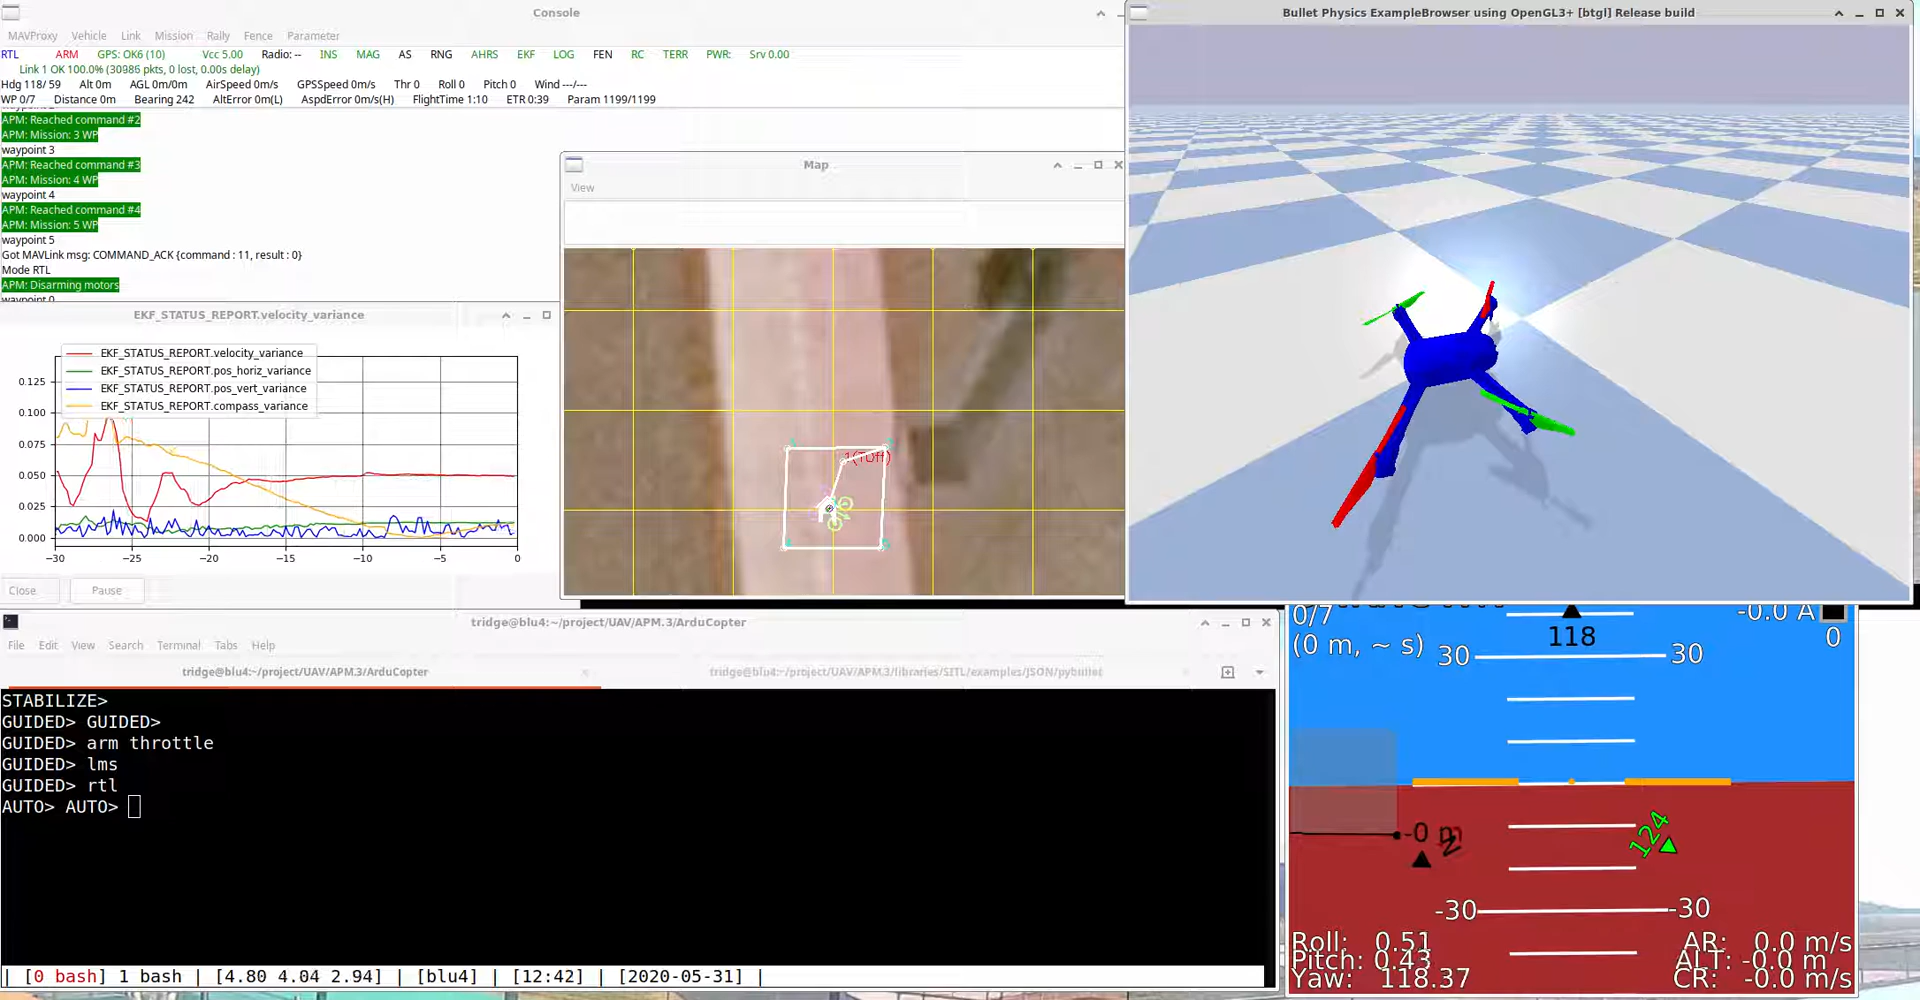 Console
MAVProxy Vehicle Link Mission Rally Fence Parameter
RTL ARM GPS: OK6 (10) Vcc 5.00 Radio: -- INS MAG AS RNG AHRS EKF LOG FEN RC TERR PWR: Srv 0.00
Link 1 OK 100.0% (30986 pkts, 0 lost, 0.00s delay)
Hdg 118/ 59 Alt 0m AGL 0m/0m AirSpeed 0m/s GPSSpeed 0m/s Thr 0 Roll 0 Pitch 0 Wind ---/---
WP 0/7 Distance 0m Bearing 242 AltError 0m(L) AspdError 0m/s(H) FlightTime 1:10 ETR 0:39 Param 1199/1199
APM: Reached command #2
APM: Mission: 3 WP
waypoint 3
APM: Reached command #3
APM: Mission: 4 WP
waypoint 4
APM: Reached command #4
APM: Mission: 5 WP
waypoint 5
Got MAVLink msg: COMMAND_ACK {command : 11, result : 0}
Mode RTL
APM: Disarming motors
waypoint 0
EKF_STATUS_REPORT.velocity_variance
EKF_STATUS_REPORT.velocity_variance
EKF_STATUS_REPORT.pos_horiz_variance
EKF_STATUS_REPORT.pos_vert_variance
EKF_STATUS_REPORT.compass_variance
0.125
0.100
0.075
0.050
0.025
0.000
−30 −25 −20 −15 −10 −5 0
Close Pause
Map
View
1(TOff)
Bullet Physics ExampleBrowser using OpenGL3+ [btgl] Release build
tridge@blu4:~/project/UAV/APM.3/ArduCopter
File Edit View Search Terminal Tabs Help
tridge@blu4:~/project/UAV/APM.3/ArduCopter tridge@blu4:~/project/UAV/APM.3/libraries/SITL/examples/JSON/pybullet
STABILIZE>
GUIDED> GUIDED>
GUIDED> arm throttle
GUIDED> lms
GUIDED> rtl
AUTO> AUTO>
| [0 bash] 1 bash | [4.80 4.04 2.94] | [blu4] | [12:42] | [2020-05-31] |
0/7 118 -0.0 A
(0 m, ~ s) 30 30 0
-0 m
124
-30 -30
Roll: 0.51 AR: 0.0 m/s
Pitch: 0.43 ALT: -0.0 m
Yaw: 118.37 CR: -0.0 m/s